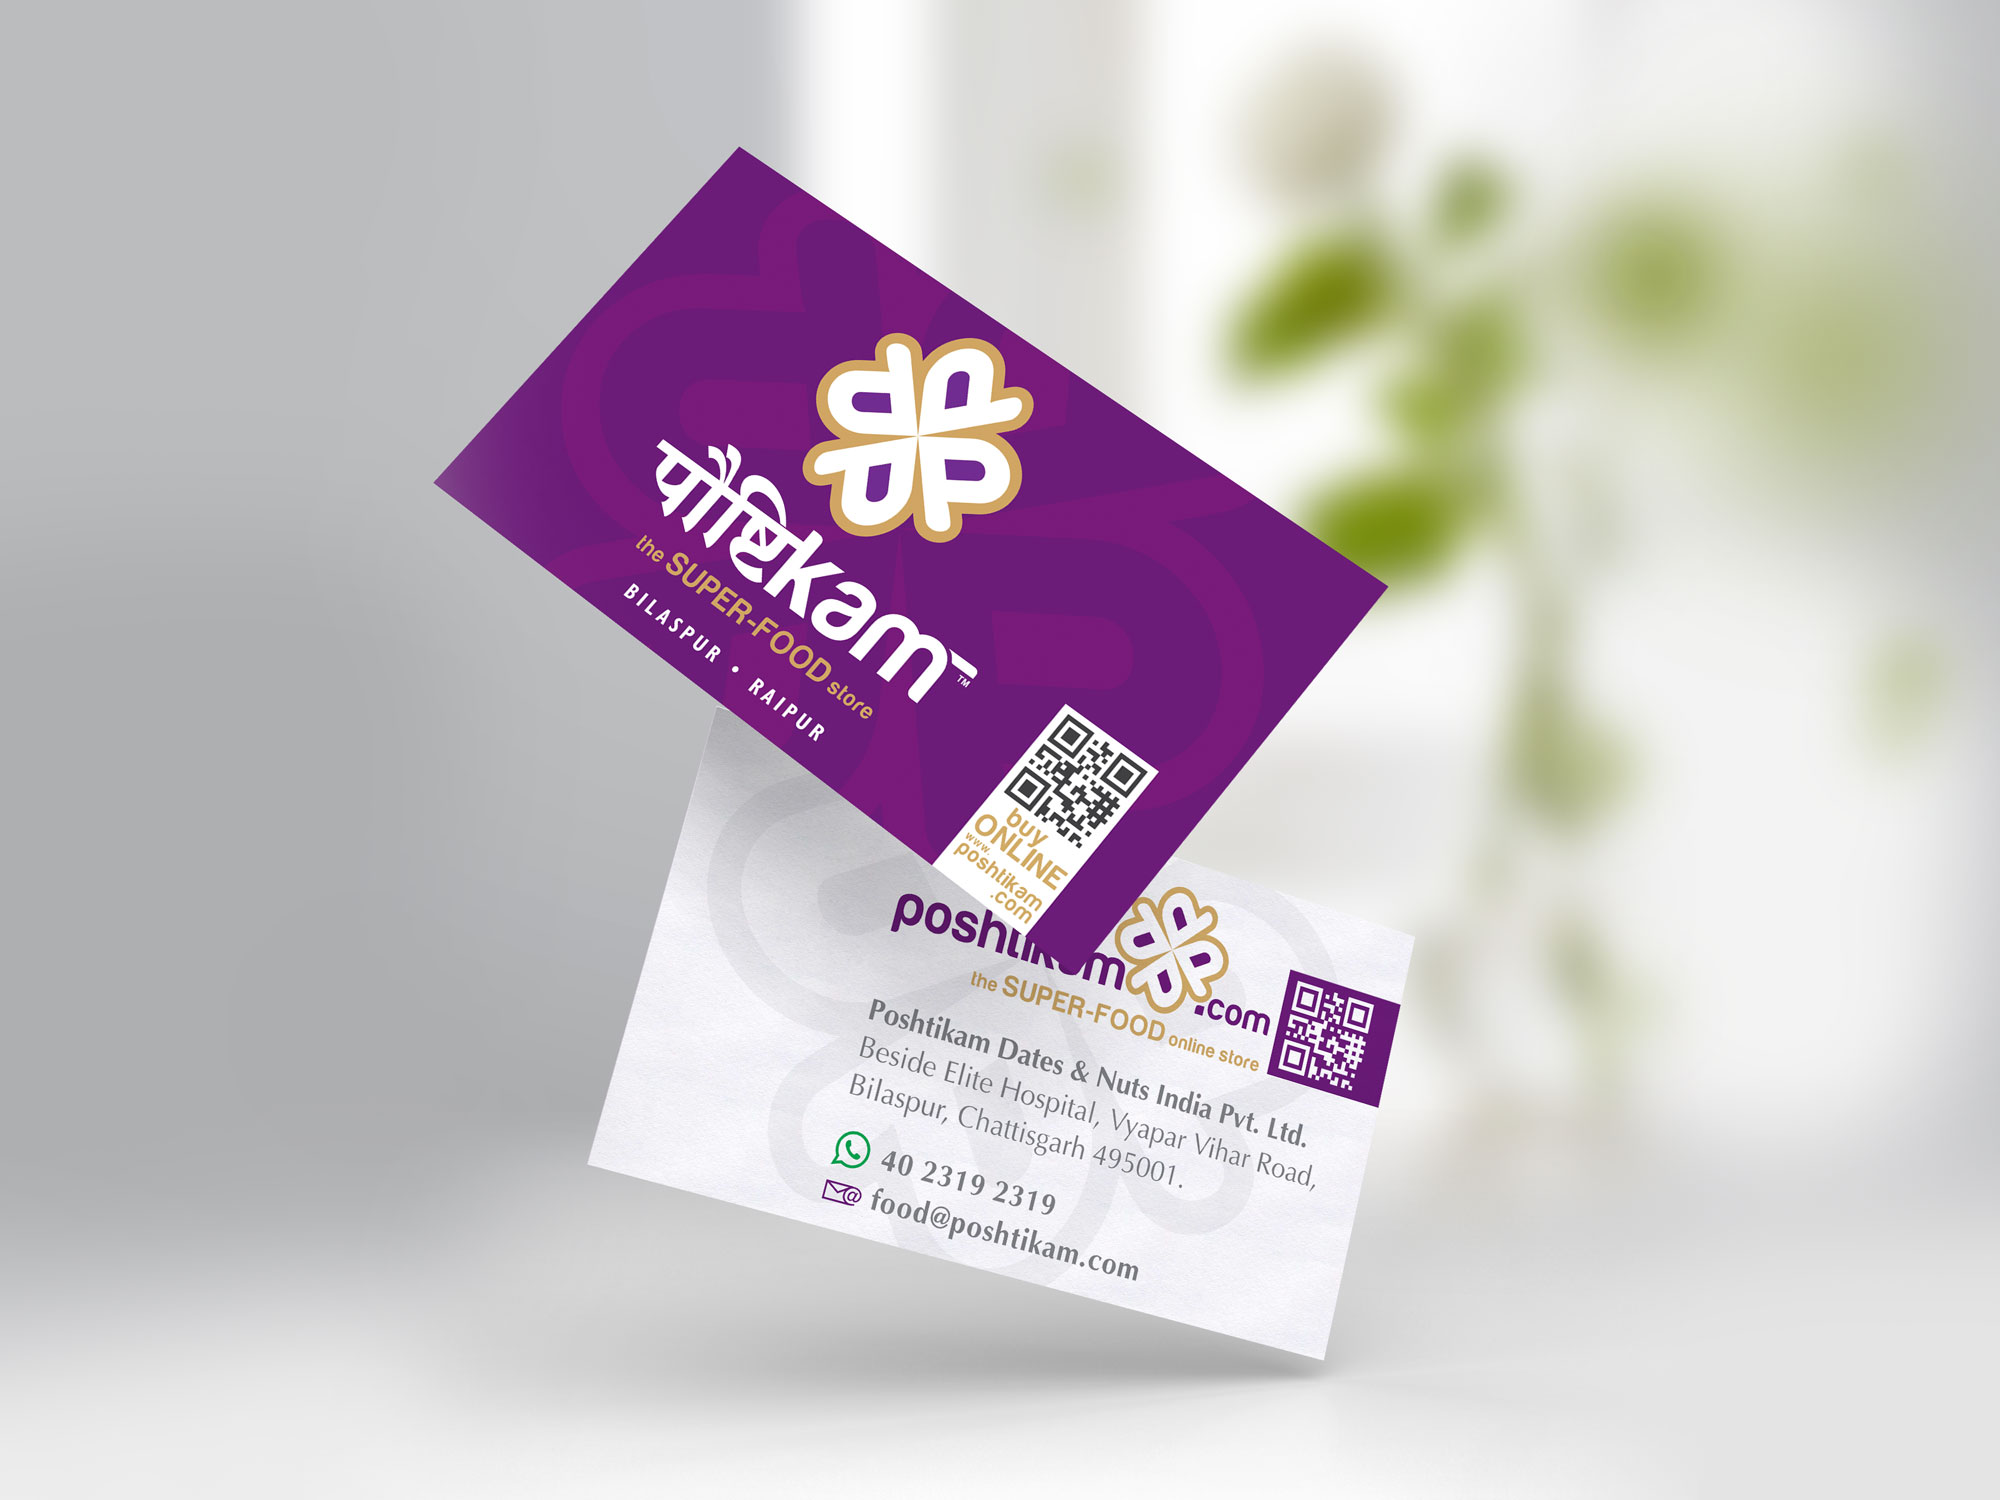 पौष्टिkam™
the SUPER-FOOD store
BILASPUR • RAIPUR
buy
ONLINE
www.
poshtikam
.com
poshtikam.com
the SUPER-FOOD online store
Poshtikam Dates & Nuts India Pvt. Ltd.
Beside Elite Hospital, Vyapar Vihar Road,
Bilaspur, Chattisgarh 495001.
40 2319 2319
food@poshtikam.com